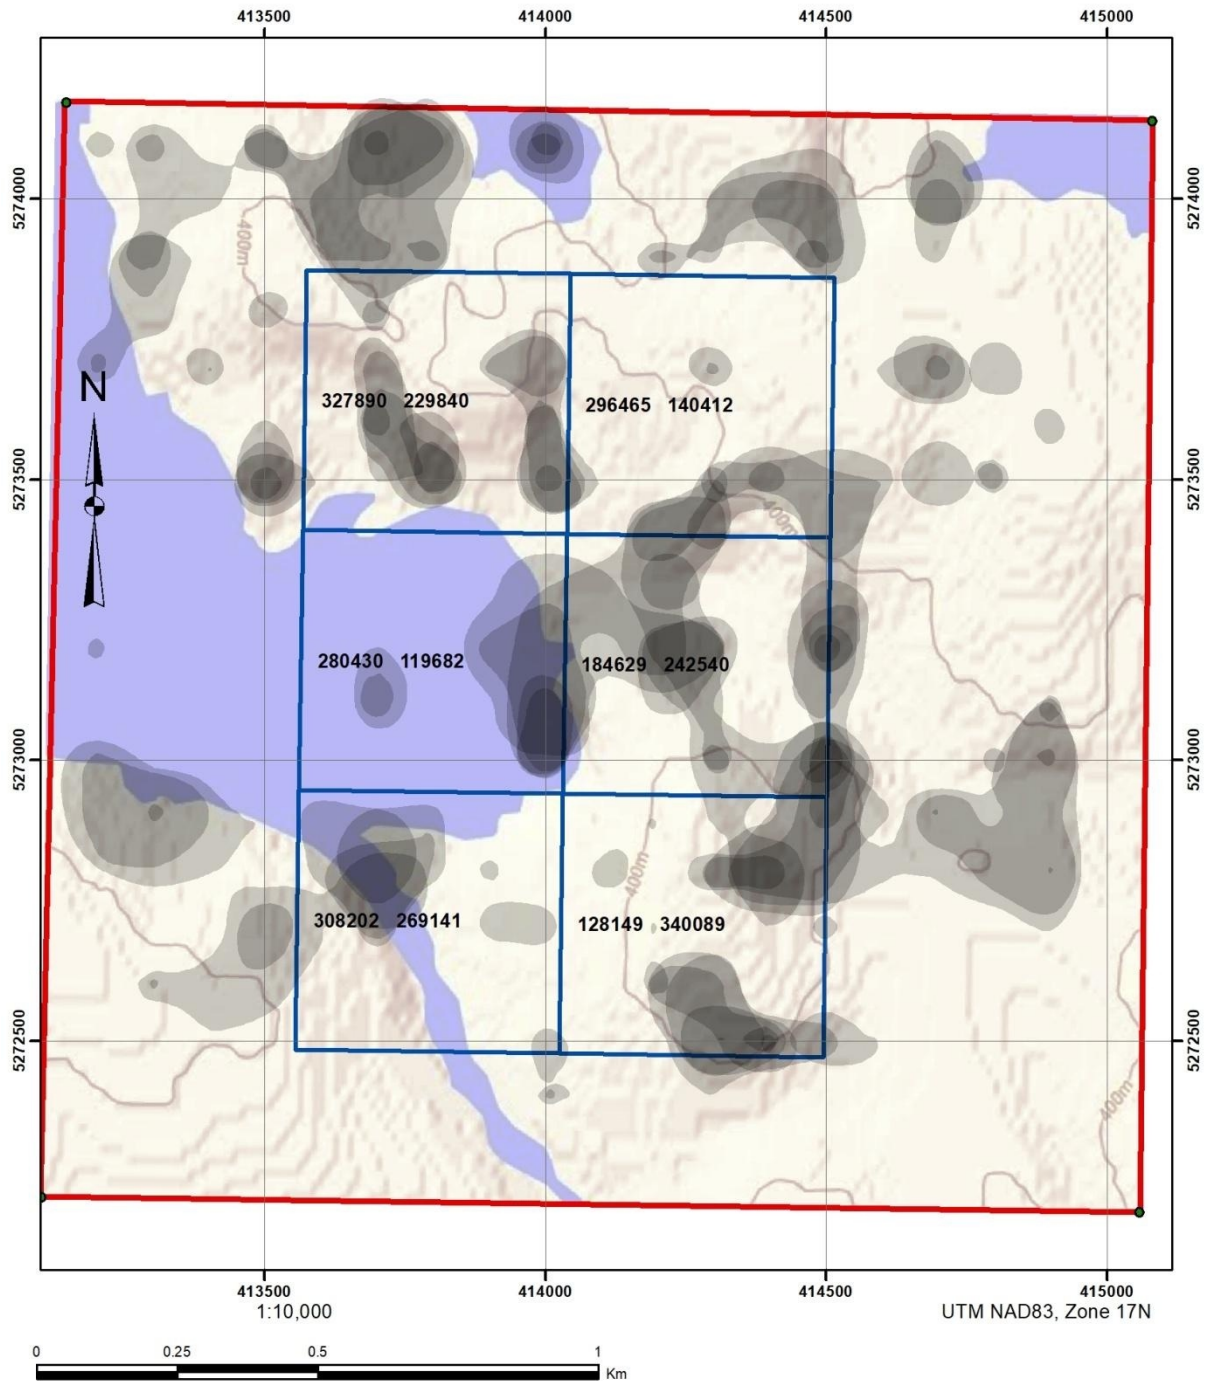 413500 414000 414500 415000
5274000 5274000
400m
N
327890 229840 296465 140412
5273500 5273500
400m
280430 119682 184629 242540
5273000 5273000
400m
308202 269141 128149 340089
5272500 5272500
400m
413500 414000 414500 415000
1:10,000 UTM NAD83, Zone 17N
0 0.25 0.5 1
Km